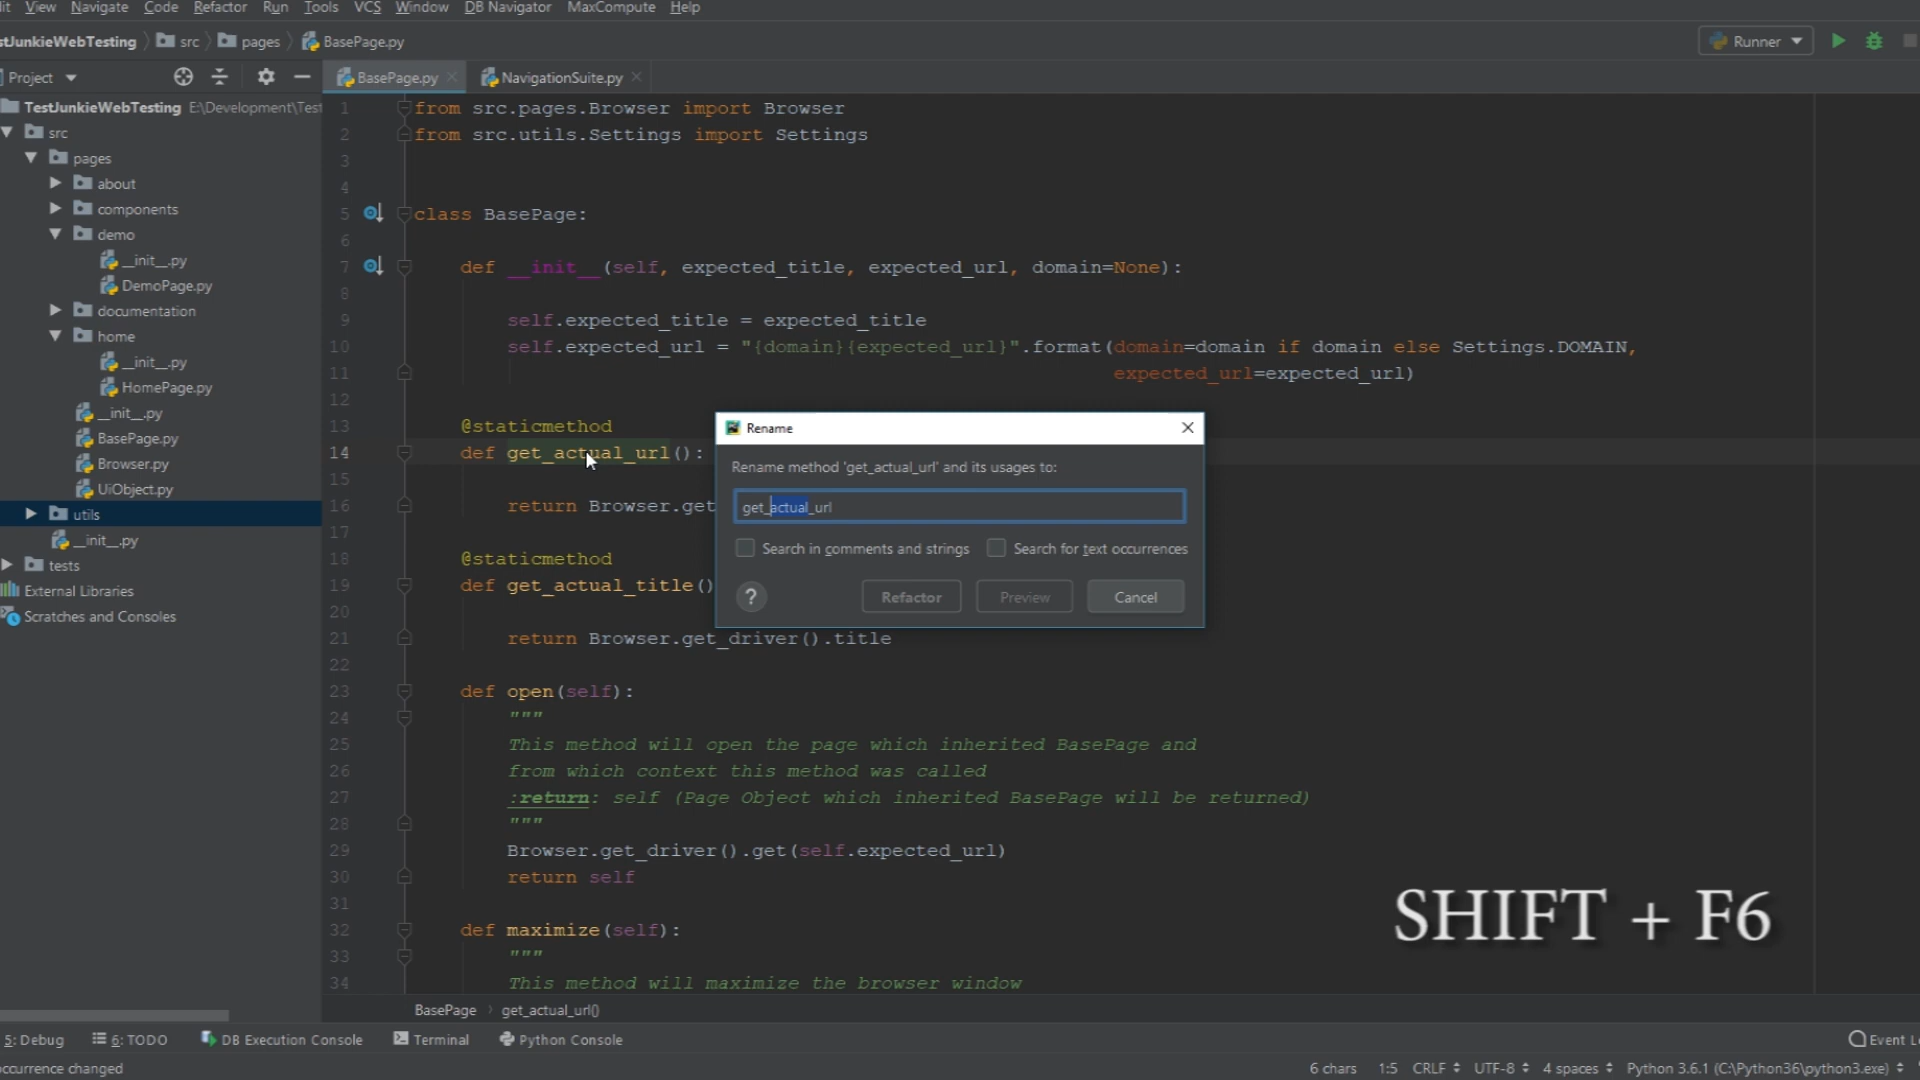 it View Navigate Code Refactor Run Tools VCS Window DB Navigator MaxCompute Help
stJunkieWebTesting src pages BasePage.py
Runner
Project
BasePage.py NavigationSuite.py
TestJunkieWebTesting E:\Development\Test
src
pages
about
components
demo
__init__.py
DemoPage.py
documentation
home
__init__.py
HomePage.py
__init__.py
BasePage.py
Browser.py
UiObject.py
utils
__init__.py
tests
External Libraries
Scratches and Consoles
1 from src.pages.Browser import Browser
2 from src.utils.Settings import Settings
3
4
5 class BasePage:
6
7 def __init__(self, expected_title, expected_url, domain=None):
8
9 self.expected_title = expected_title
10 self.expected_url = "{domain}{expected_url}".format(domain=domain if domain else Settings.DOMAIN,
11 expected_url=expected_url)
12
13 @staticmethod
14 def get_actual_url():
15
16 return Browser.get
17
18 @staticmethod
19 def get_actual_title()
20
21 return Browser.get_driver().title
22
23 def open(self):
24 """
25 This method will open the page which inherited BasePage and
26 from which context this method was called
27 :return: self (Page Object which inherited BasePage will be returned)
28 """
29 Browser.get_driver().get(self.expected_url)
30 return self
31
32 def maximize(self):
33 """
34 This method will maximize the browser window
Rename
Rename method 'get_actual_url' and its usages to:
get_actual_url
Search in comments and strings Search for text occurrences
? Refactor Preview Cancel
SHIFT + F6
BasePage get_actual_url()
5: Debug 6: TODO DB Execution Console Terminal Python Console
Event L
occurrence changed
6 chars 1:5 CRLF UTF-8 4 spaces Python 3.6.1 (C:\Python36\python3.exe)